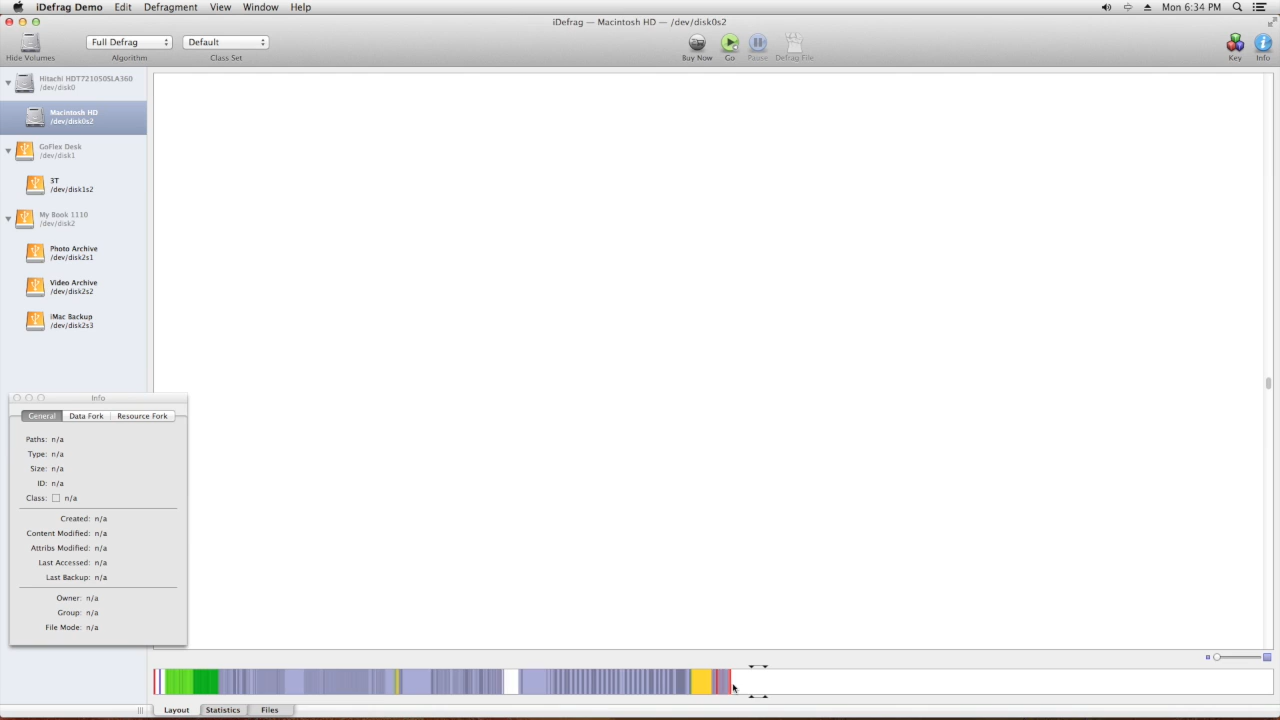 iDefrag Demo Edit Defragment View Window Help Mon 6:34 PM
iDefrag — Macintosh HD — /dev/disk0s2
Full Defrag Default
Hide Volumes Algorithm Class Set Buy Now Go Pause Defrag File Key Info
Hitachi HDT721050SLA360
/dev/disk0
Macintosh HD
/dev/disk0s2
GoFlex Desk
/dev/disk1
3T
/dev/disk1s2
My Book 1110
/dev/disk2
Photo Archive
/dev/disk2s1
Video Archive
/dev/disk2s2
iMac Backup
/dev/disk2s3
Info
General Data Fork Resource Fork
Paths: n/a
Type: n/a
Size: n/a
ID: n/a
Class: n/a
Created: n/a
Content Modified: n/a
Attribs Modified: n/a
Last Accessed: n/a
Last Backup: n/a
Owner: n/a
Group: n/a
File Mode: n/a
Layout Statistics Files